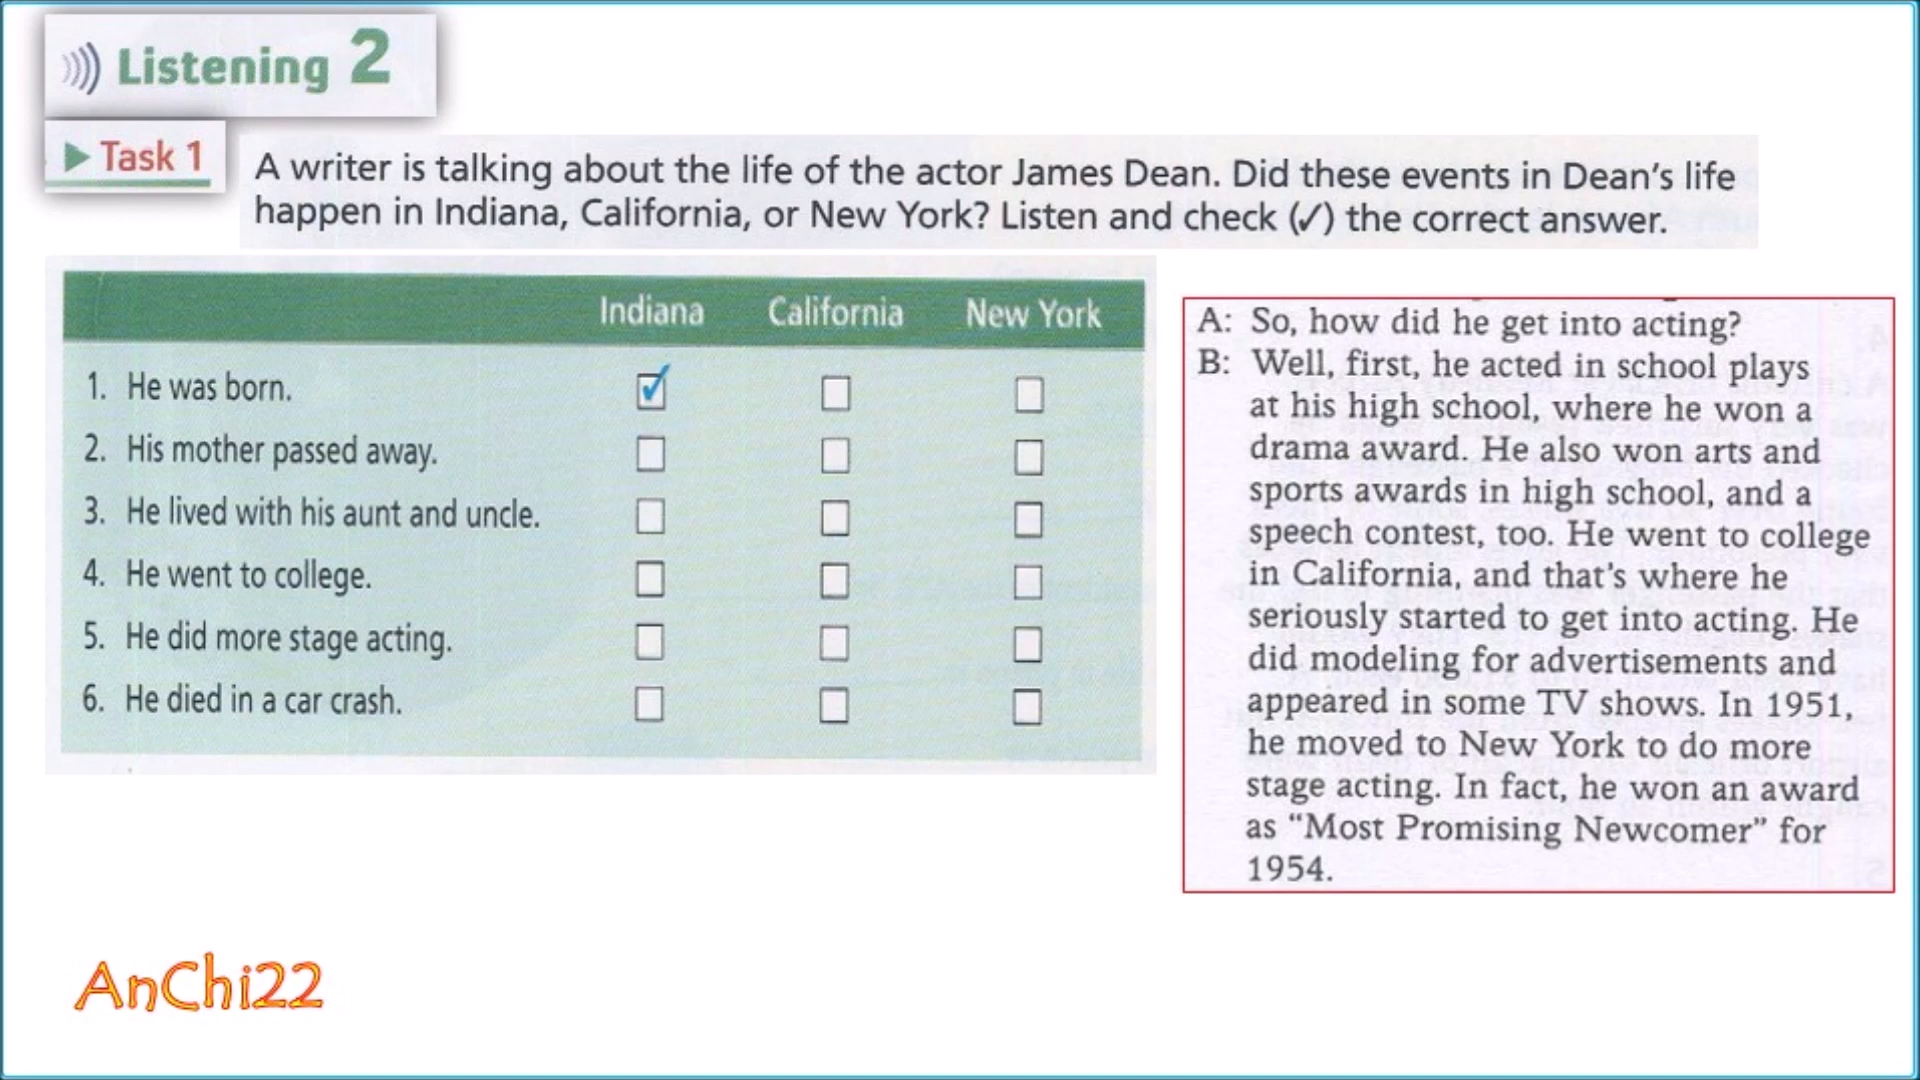 Listening 2
Task 1
A writer is talking about the life of the actor James Dean. Did these events in Dean's life
happen in Indiana, California, or New York? Listen and check (✓) the correct answer.
Indiana California New York
1. He was born.
2. His mother passed away.
3. He lived with his aunt and uncle.
4. He went to college.
5. He did more stage acting.
6. He died in a car crash.
A: So, how did he get into acting?
B: Well, first, he acted in school plays
at his high school, where he won a
drama award. He also won arts and
sports awards in high school, and a
speech contest, too. He went to college
in California, and that's where he
seriously started to get into acting. He
did modeling for advertisements and
appeared in some TV shows. In 1951,
he moved to New York to do more
stage acting. In fact, he won an award
as “Most Promising Newcomer” for
1954.
AnChi22